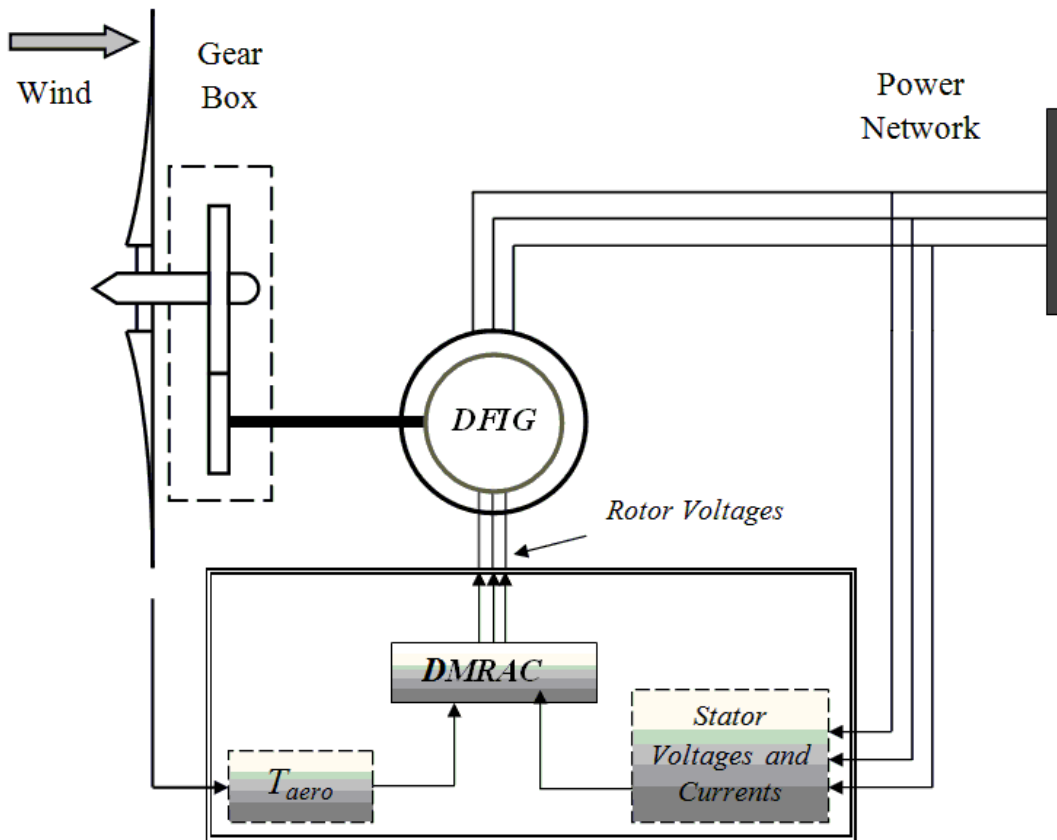 Wind
Gear
Box
Power
Network
DFIG
Rotor Voltages
DMRAC
Stator
Voltages and
Currents
Taero